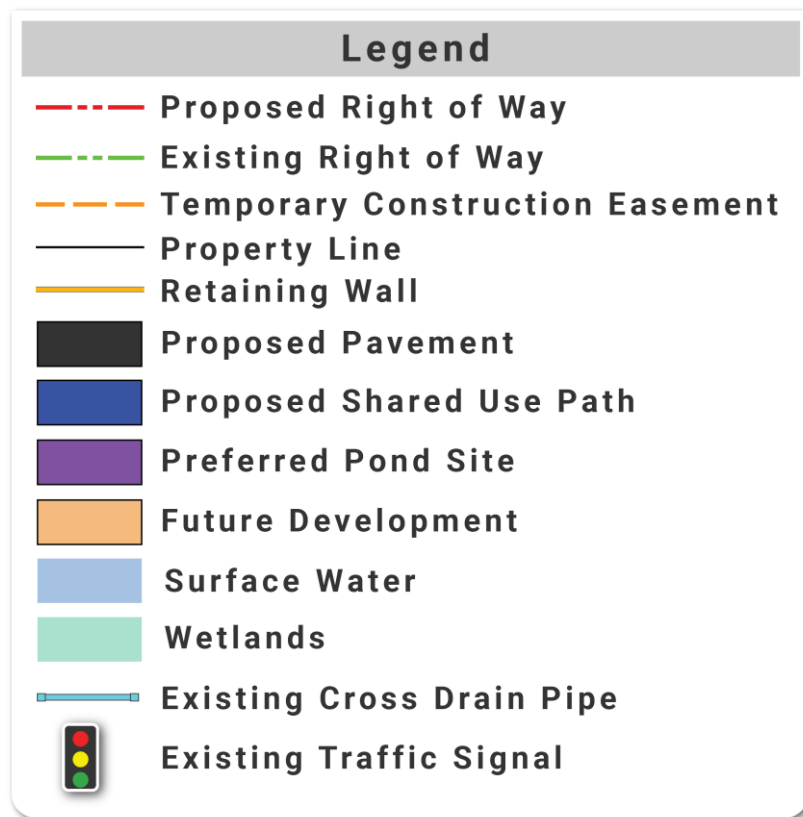 Legend
Proposed Right of Way
Existing Right of Way
Temporary Construction Easement
Property Line
Retaining Wall
Proposed Pavement
Proposed Shared Use Path
Preferred Pond Site
Future Development
Surface Water
Wetlands
Existing Cross Drain Pipe
Existing Traffic Signal